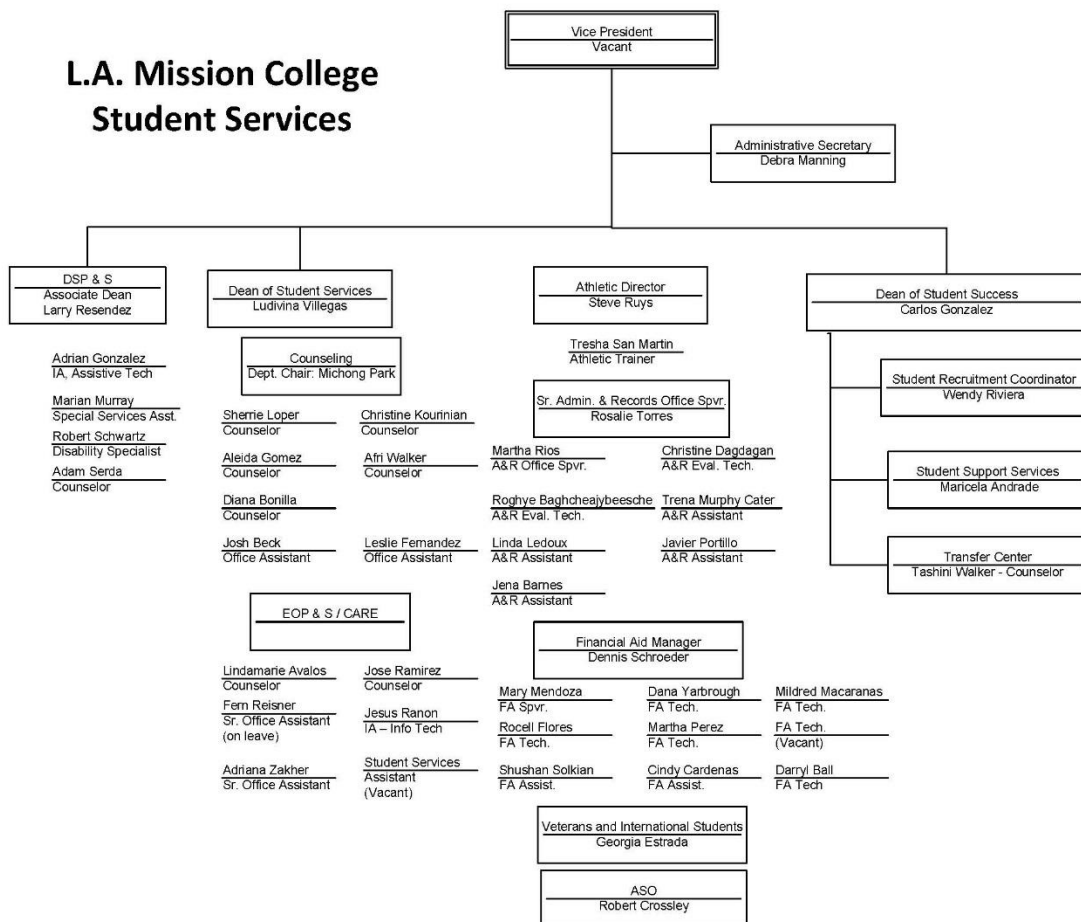 L.A. Mission College
Student Services
Vice President
Vacant
Administrative Secretary
Debra Manning
DSP & S
Associate Dean
Larry Resendez
Adrian Gonzalez
IA, Assistive Tech
Marian Murray
Special Services Asst.
Robert Schwartz
Disability Specialist
Adam Serda
Counselor
Dean of Student Services
Ludivina Villegas
Counseling
Dept. Chair: Michong Park
Sherrie Loper
Counselor
Christine Kourinian
Counselor
Aleida Gomez
Counselor
Afri Walker
Counselor
Diana Bonilla
Counselor
Josh Beck
Office Assistant
Leslie Fernandez
Office Assistant
EOP & S / CARE
Lindamarie Avalos
Counselor
Jose Ramirez
Counselor
Fern Reisner
Sr. Office Assistant
(on leave)
Jesus Ranon
IA – Info Tech
Adriana Zakher
Sr. Office Assistant
Student Services
Assistant
(Vacant)
Athletic Director
Steve Ruys
Tresha San Martin
Athletic Trainer
Sr. Admin. & Records Office Spvr.
Rosalie Torres
Martha Rios
A&R Office Spvr.
Christine Dagdagan
A&R Eval. Tech.
Roghye Baghcheajybeesche
A&R Eval. Tech.
Trena Murphy Cater
A&R Assistant
Linda Ledoux
A&R Assistant
Javier Portillo
A&R Assistant
Jena Barnes
A&R Assistant
Financial Aid Manager
Dennis Schroeder
Mary Mendoza
FA Spvr.
Dana Yarbrough
FA Tech.
Mildred Macaranas
FA Tech.
Rocell Flores
FA Tech.
Martha Perez
FA Tech.
FA Tech.
(Vacant)
Shushan Solkian
FA Assist.
Cindy Cardenas
FA Assist.
Darryl Ball
FA Tech
Veterans and International Students
Georgia Estrada
ASO
Robert Crossley
Dean of Student Success
Carlos Gonzalez
Student Recruitment Coordinator
Wendy Riviera
Student Support Services
Maricela Andrade
Transfer Center
Tashini Walker - Counselor